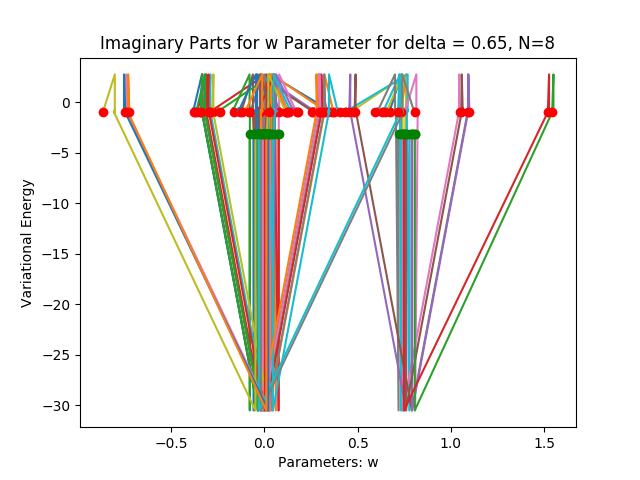 Imaginary Parts for w Parameter for delta = 0.65, N=8
Variational Energy
0
−5
−10
−15
−20
−25
−30
−0.5 0.0 0.5 1.0 1.5
Parameters: w